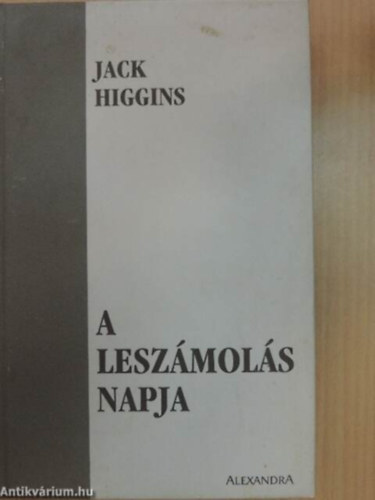 JACK
HIGGINS
A
LESZÁMOLÁS
NAPJA
ALEXANDRA
Antikvárium.hu